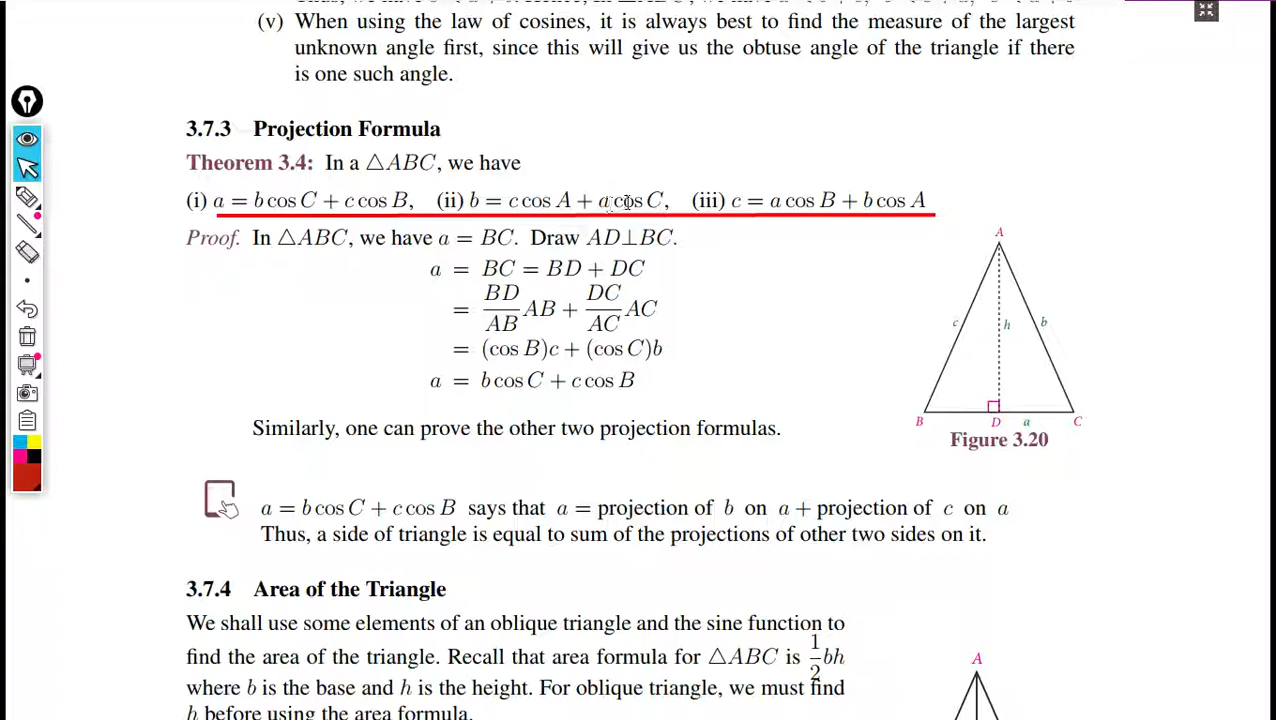 (v) When using the law of cosines, it is always best to find the measure of the largest
unknown angle first, since this will give us the obtuse angle of the triangle if there
is one such angle.
3.7.3 Projection Formula
Theorem 3.4: In a △ABC, we have
(i) a = b cos C + c cos B, (ii) b = c cos A + a cos C, (iii) c = a cos B + b cos A
Proof. In △ABC, we have a = BC. Draw AD⊥BC.
a = BC = BD + DC
= BD/AB AB + DC/AC AC
= (cos B)c + (cos C)b
a = b cos C + c cos B
A
c
h
b
B
D
a
C
Figure 3.20
Similarly, one can prove the other two projection formulas.
a = b cos C + c cos B says that a = projection of b on a + projection of c on a
Thus, a side of triangle is equal to sum of the projections of other two sides on it.
3.7.4 Area of the Triangle
We shall use some elements of an oblique triangle and the sine function to
find the area of the triangle. Recall that area formula for △ABC is 1/2 bh
where b is the base and h is the height. For oblique triangle, we must find
h before using the area formula.
A